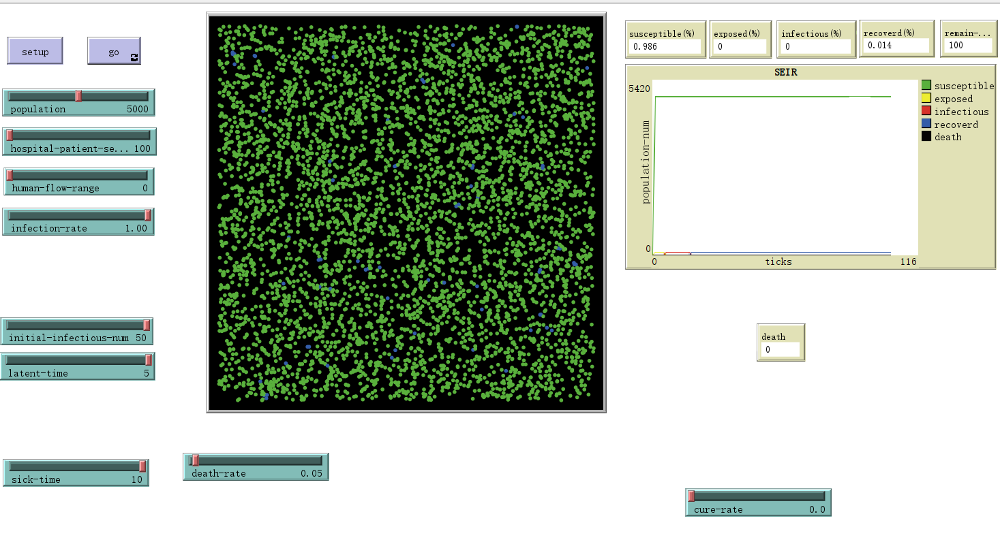 setup
go
population 5000
hospital-patient-se... 100
human-flow-range 0
infection-rate 1.00
initial-infectious-num 50
latent-time 5
sick-time 10
death-rate 0.05
susceptible(%)
0.986
exposed(%)
0
infectious(%)
0
recoverd(%)
0.014
remain-...
100
SEIR
5420
population-num
0
0 ticks 116
susceptible
exposed
infectious
recoverd
death
death
0
cure-rate 0.0